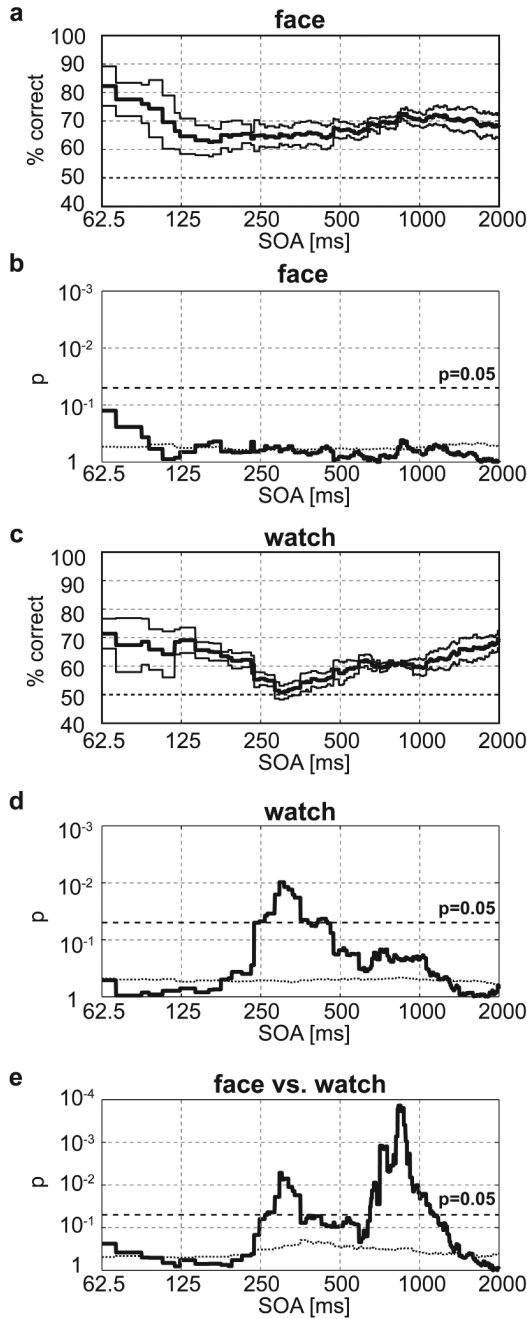 a face
100
90
80
70
60
50
40
% correct
62.5 125 250 500 1000 2000
SOA [ms]
b face
10-3
10-2
10-1
1
p
p=0.05
62.5 125 250 500 1000 2000
SOA [ms]
c watch
100
90
80
70
60
50
40
% correct
62.5 125 250 500 1000 2000
SOA [ms]
d watch
10-3
10-2
10-1
1
p
p=0.05
62.5 125 250 500 1000 2000
SOA [ms]
e face vs. watch
10-4
10-3
10-2
10-1
1
p
p=0.05
62.5 125 250 500 1000 2000
SOA [ms]